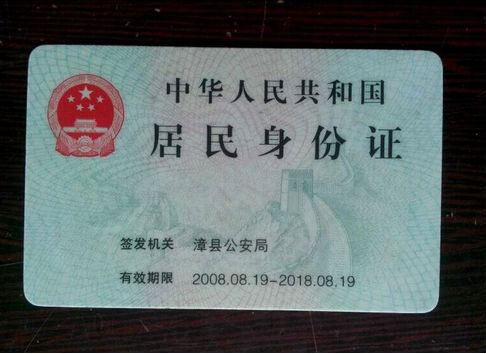 中华人民共和国
居民身份证
签发机关 漳县公安局
有效期限 2008.08.19-2018.08.19